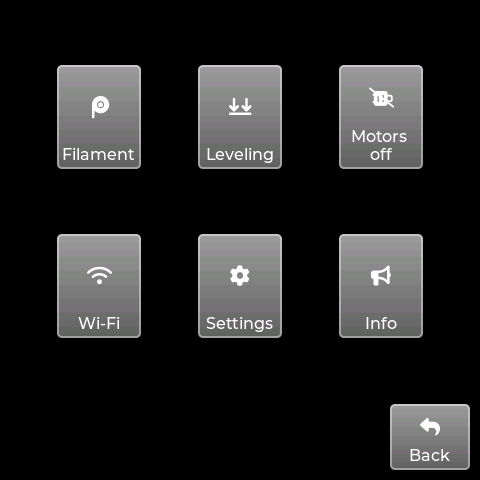 Filament
Leveling
Motors
off
Wi-Fi
Settings
Info
Back